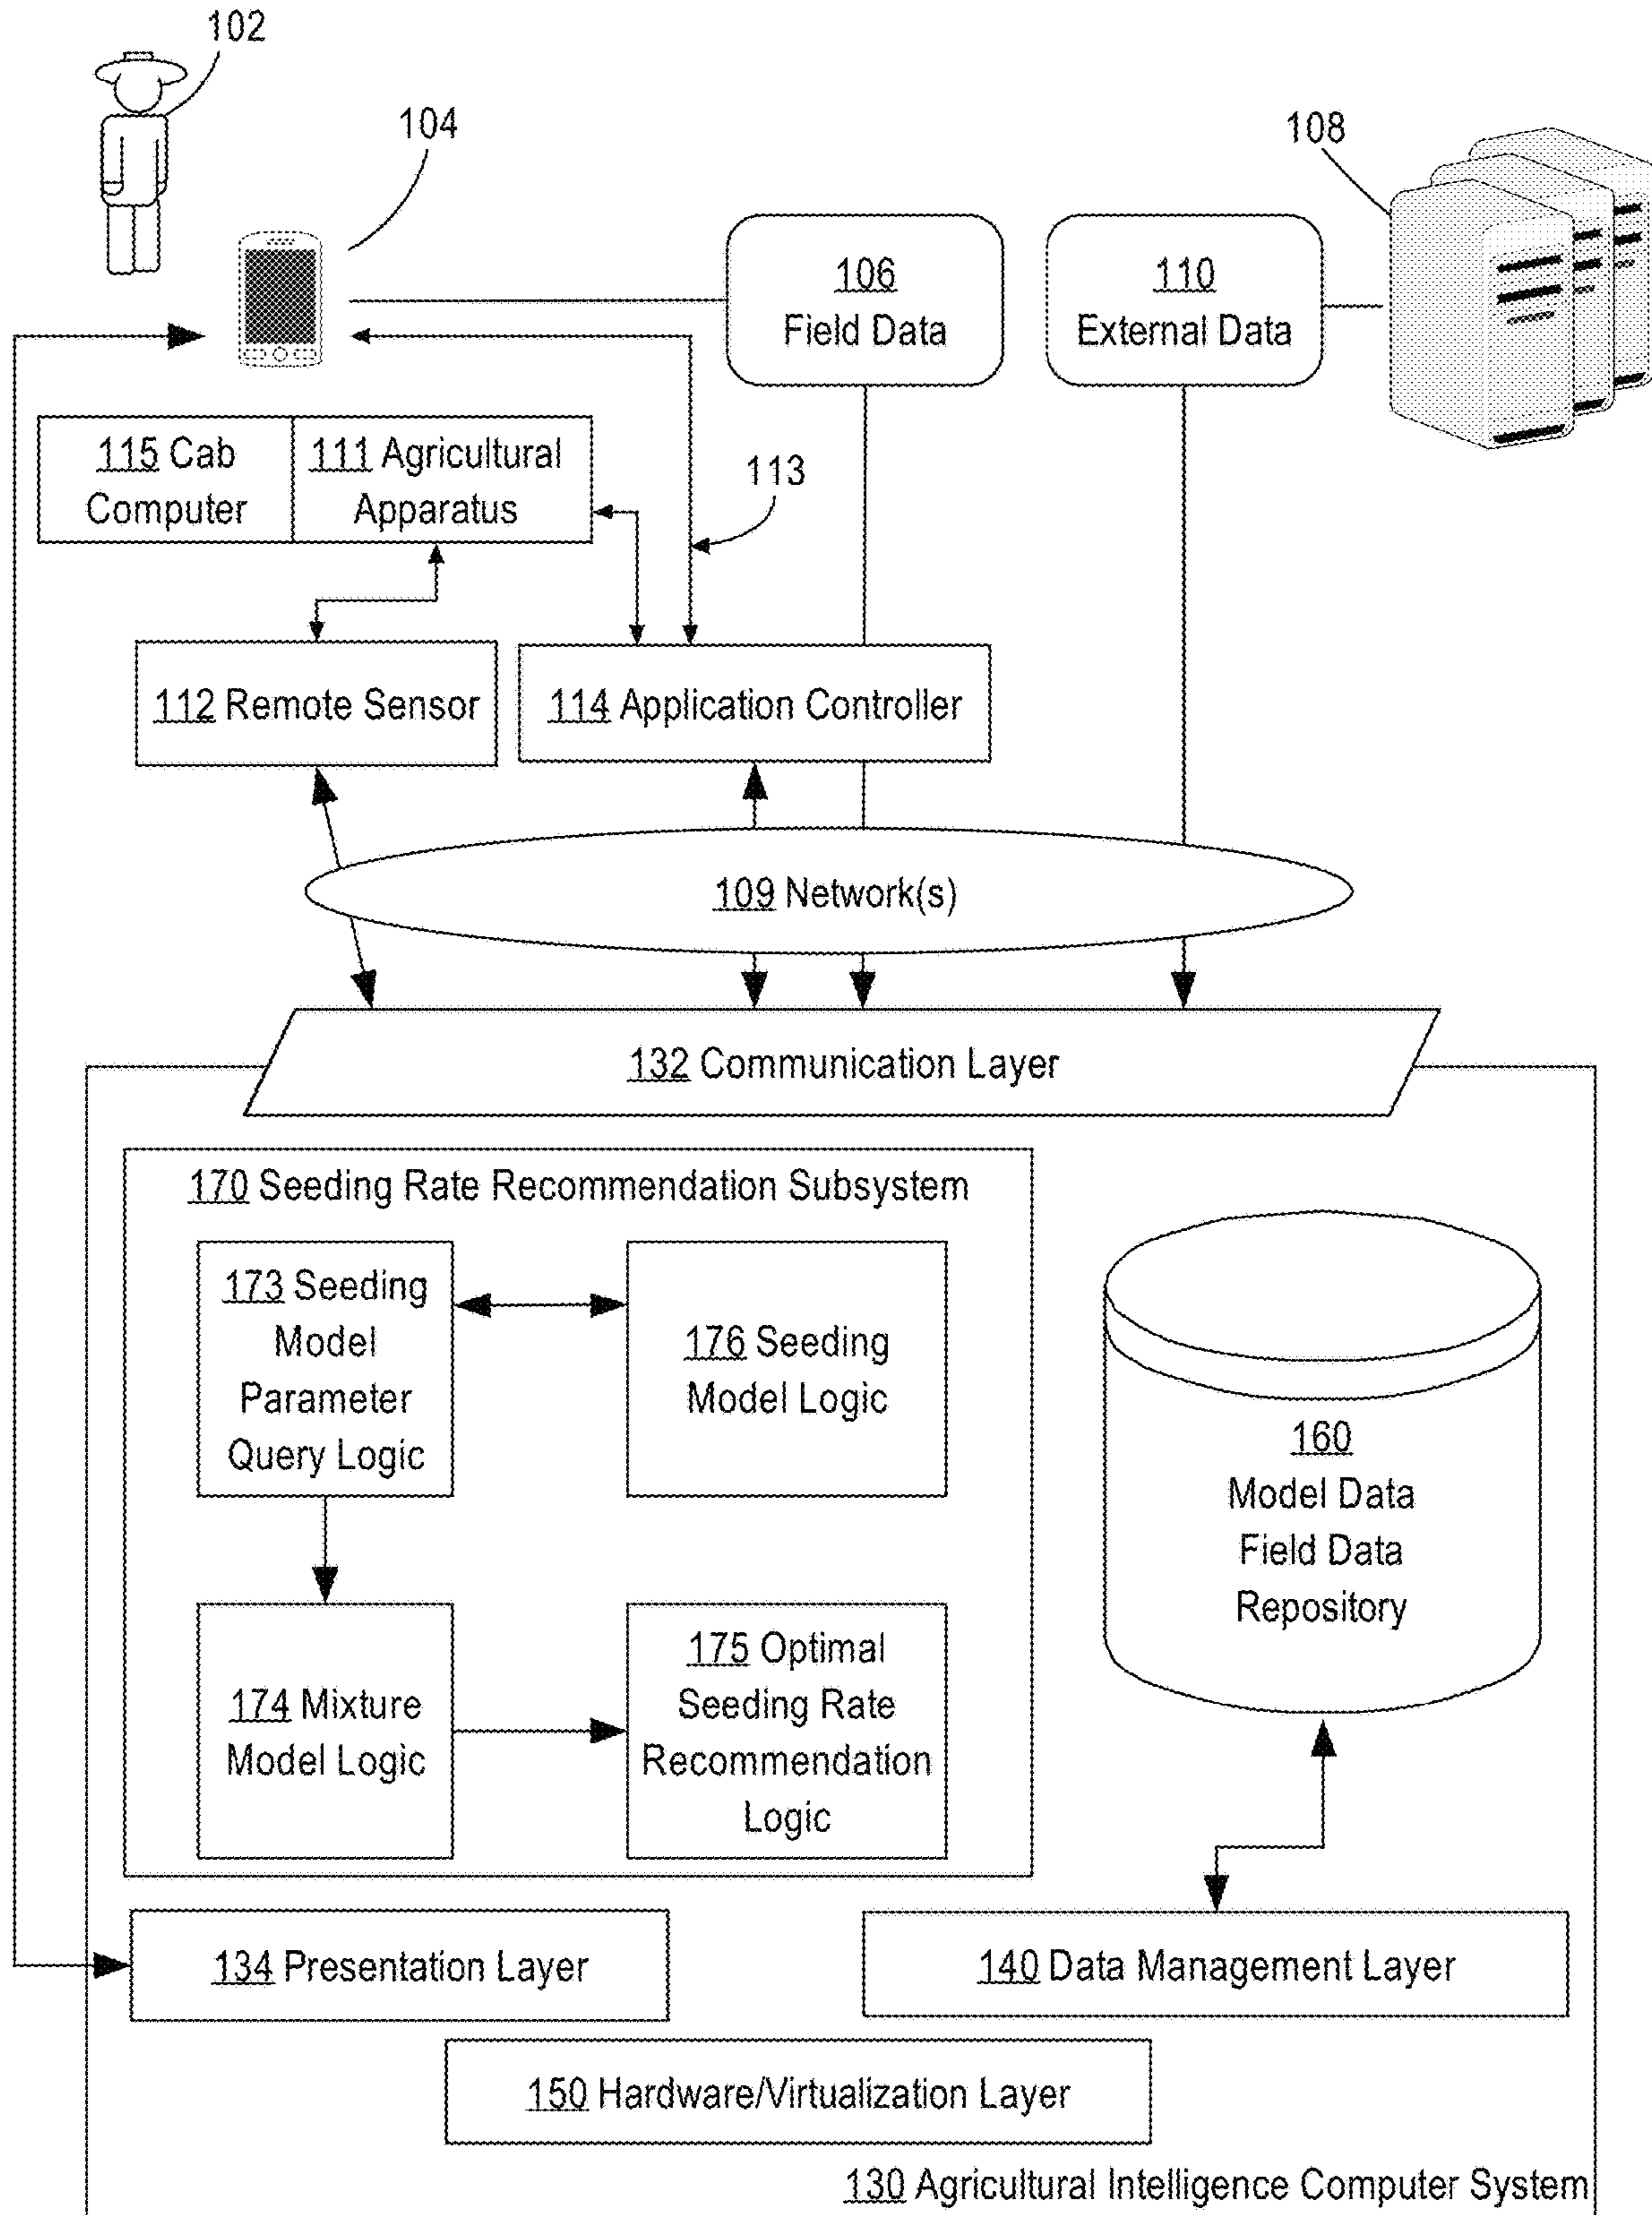 102
104
108
106
Field Data
110
External Data
115 Cab
Computer
111 Agricultural
Apparatus
113
112 Remote Sensor
114 Application Controller
109 Network(s)
132 Communication Layer
170 Seeding Rate Recommendation Subsystem
173 Seeding
Model
Parameter
Query Logic
176 Seeding
Model Logic
160
Model Data
Field Data
Repository
174 Mixture
Model Logic
175 Optimal
Seeding Rate
Recommendation
Logic
134 Presentation Layer
140 Data Management Layer
150 Hardware/Virtualization Layer
130 Agricultural Intelligence Computer System